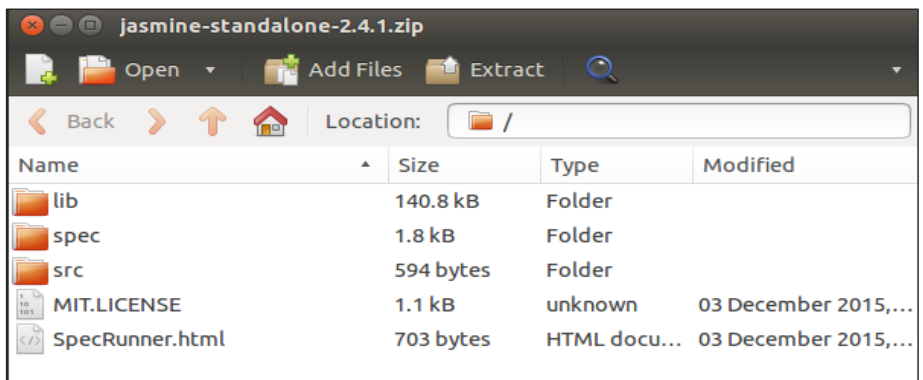 jasmine-standalone-2.4.1.zip
Open Add Files Extract
Back Location: /
Name Size Type Modified
lib 140.8 kB Folder
spec 1.8 kB Folder
src 594 bytes Folder
MIT.LICENSE 1.1 kB unknown 03 December 2015,...
SpecRunner.html 703 bytes HTML docu... 03 December 2015,...